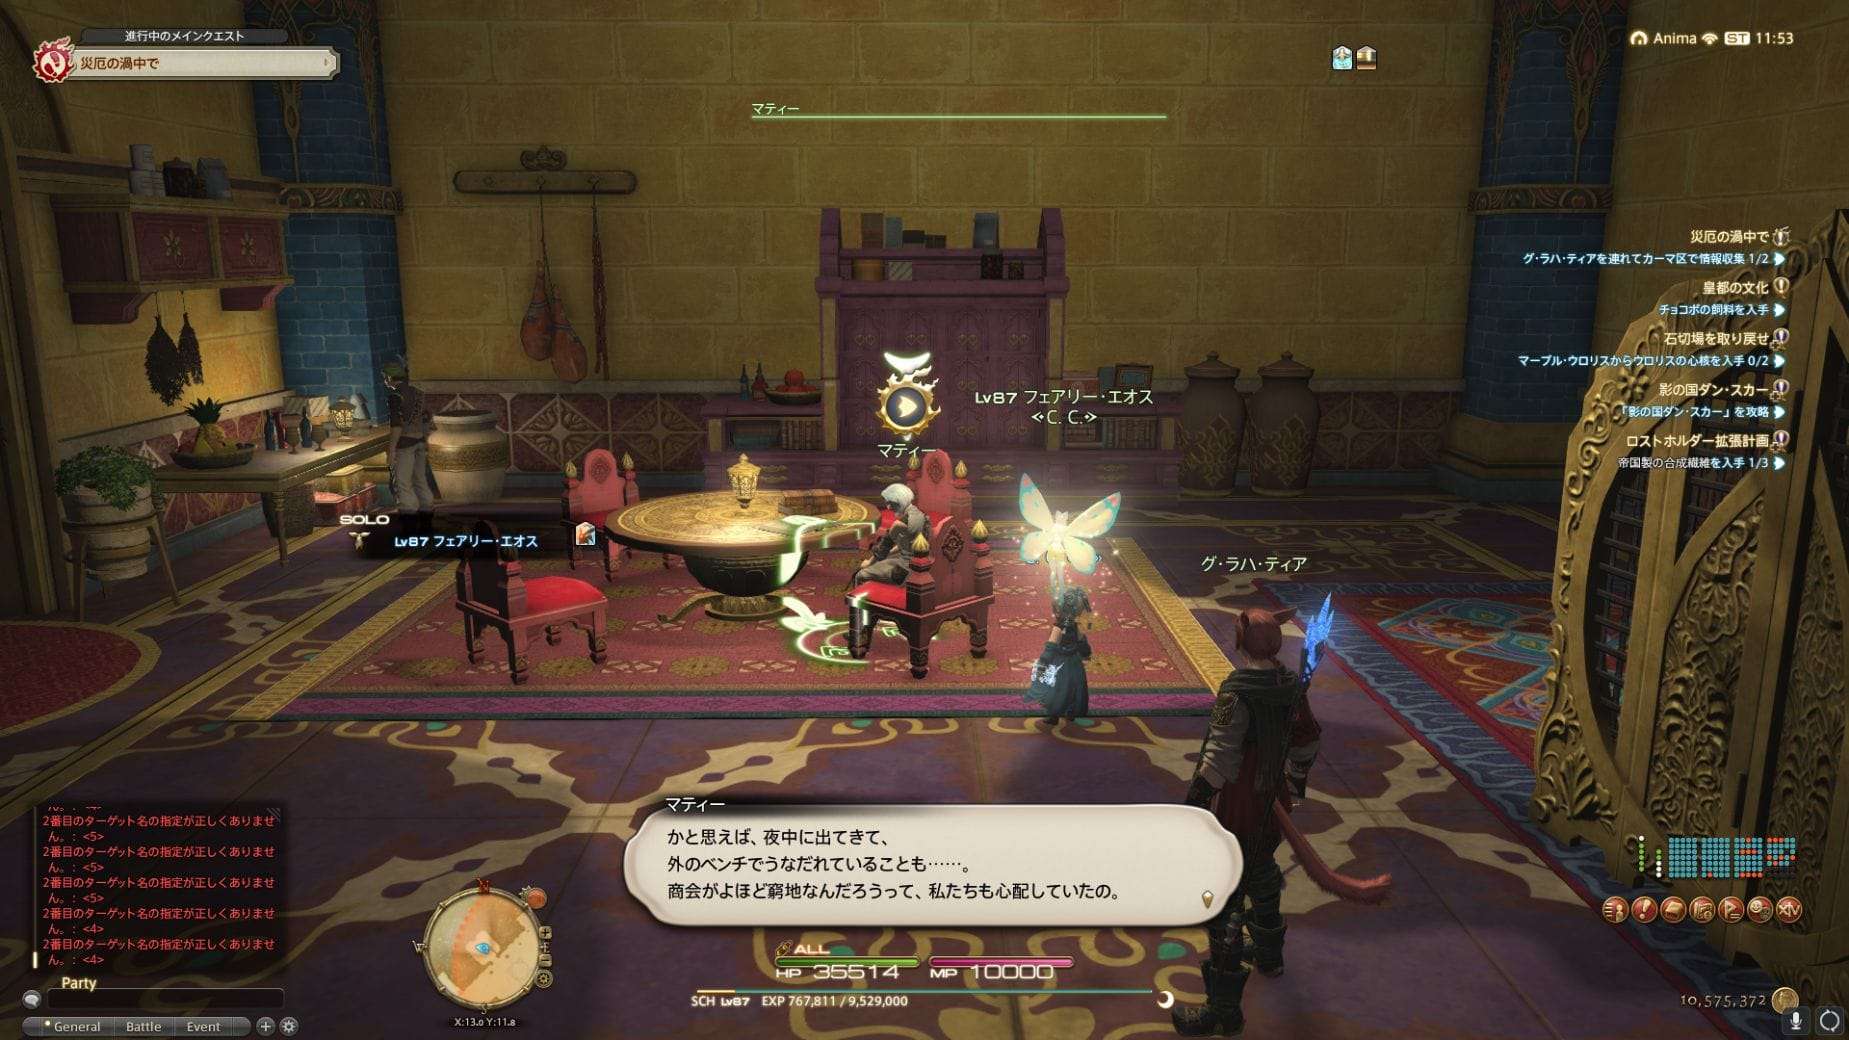 進行中のメインクエスト
災厄の渦中で
Anima ST 11:53
マティー
災厄の渦中で
グ・ラハ・ティアを連れてカーマ区で情報収集 1/2
皇都の文化
チョコボの飼料を入手
石切場を取り戻せ
マーブル・ウロリスからウロリスの心核を入手 0/2
影の国ダン・スカー
「影の国ダン・スカー」を攻略
ロストホルダー拡張計画
帝国製の合成繊維を入手 1/3
Lv87 フェアリー・エオス
<C. C.>
マティー
SOLO
Lv87 フェアリー・エオス
グ・ラハ・ティア
マティー
かと思えば、夜中に出てきて、
外のベンチでうなだれていることも……。
商会がよほど窮地なんだろうって、私たちも心配していたの。
ん。：<4>
2番目のターゲット名の指定が正しくありませ
ん。：<5>
2番目のターゲット名の指定が正しくありませ
ん。：<5>
2番目のターゲット名の指定が正しくありませ
ん。：<5>
2番目のターゲット名の指定が正しくありませ
ん。：<4>
2番目のターゲット名の指定が正しくありませ
ん。：<4>
Party
General Battle Event
N
W
E
S
X:13.0 Y:11.8
ALL
HP 35514 MP 10000
SCH Lv87 EXP 767,811 / 9,529,000
XIV
10,575,372